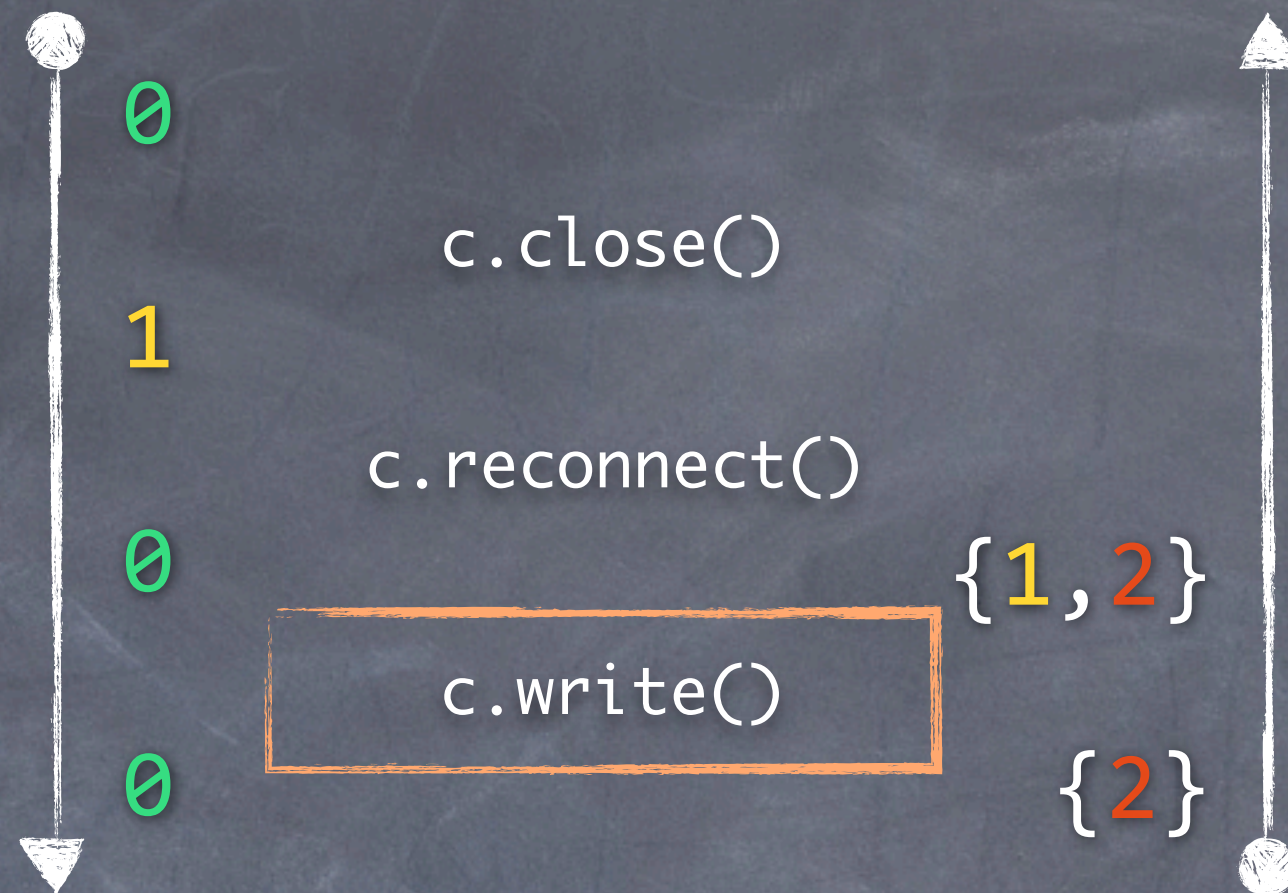 0
c.close()
1
c.reconnect()
0
{1,2}
c.write()
0
{2}